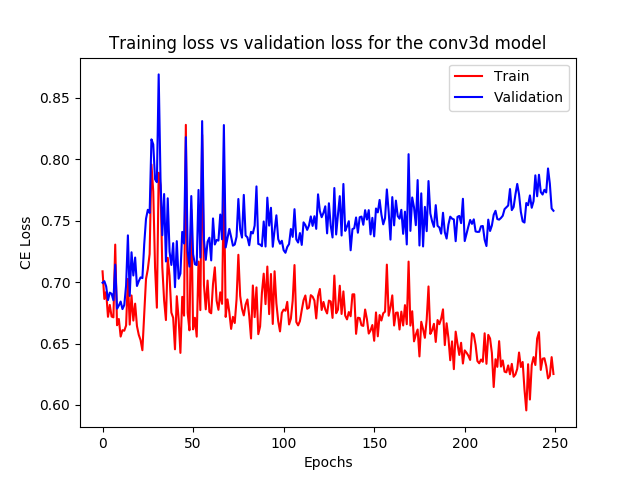 Training loss vs validation loss for the conv3d model
Train
Validation
CE Loss
0.85
0.80
0.75
0.70
0.65
0.60
0
50
100
150
200
250
Epochs